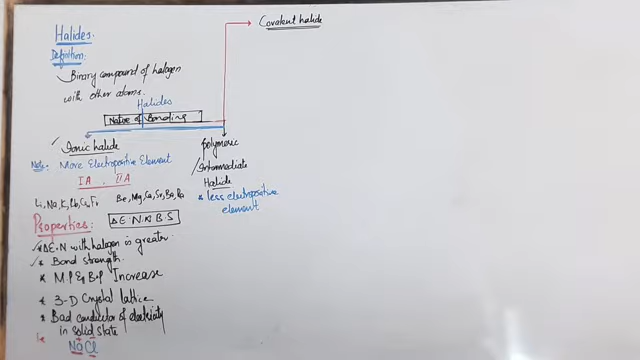 Halides.
Covalent halide
Definition:
Binary compound of halogen
with other atoms.
Halides
Nature of Bonding
Ionic halide
polymeric
/Intermediate
Halide
Note: More Electropositive Element
IA .. IIA
* less electropositive
element
Li, Na, K, Rb, Cs, Fr
Be, Mg, Ca, Sr, Ba, Ra
Properties:
ΔE.N α B.S
* ΔE.N with halogen is greater.
* Bond strength.
* M.P & B.P Increase
* 3-D Crystal lattice
* Bad conductor of electricity
in solid state
NaCl